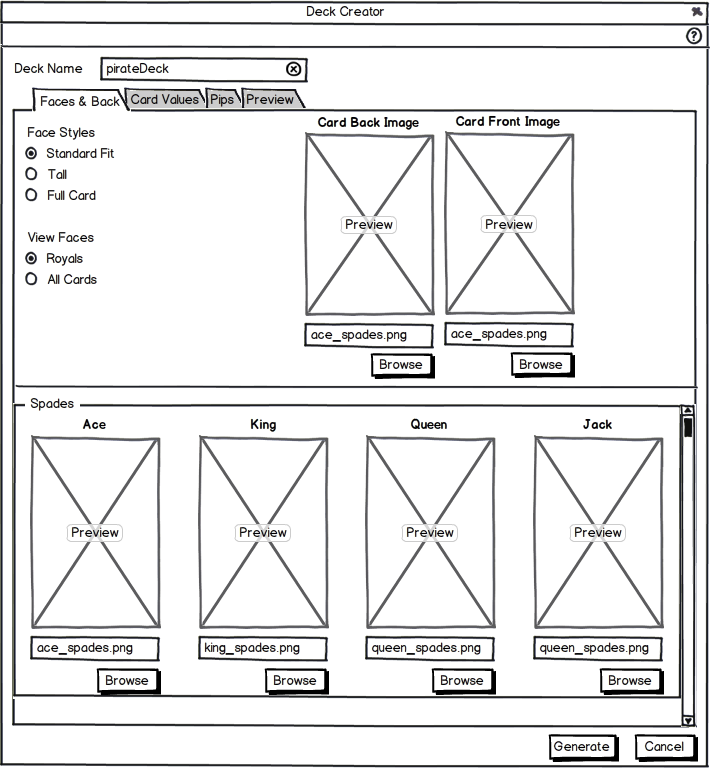 Deck Creator
?
Deck Name pirateDeck
Faces & Back Card Values Pips Preview
Card Back Image Card Front Image
Face Styles
Standard Fit
Tall
Full Card
Preview Preview
View Faces
Royals
All Cards
ace_spades.png ace_spades.png
Browse Browse
Spades
Ace King Queen Jack
Preview Preview Preview Preview
ace_spades.png king_spades.png queen_spades.png queen_spades.png
Browse Browse Browse Browse
Generate Cancel